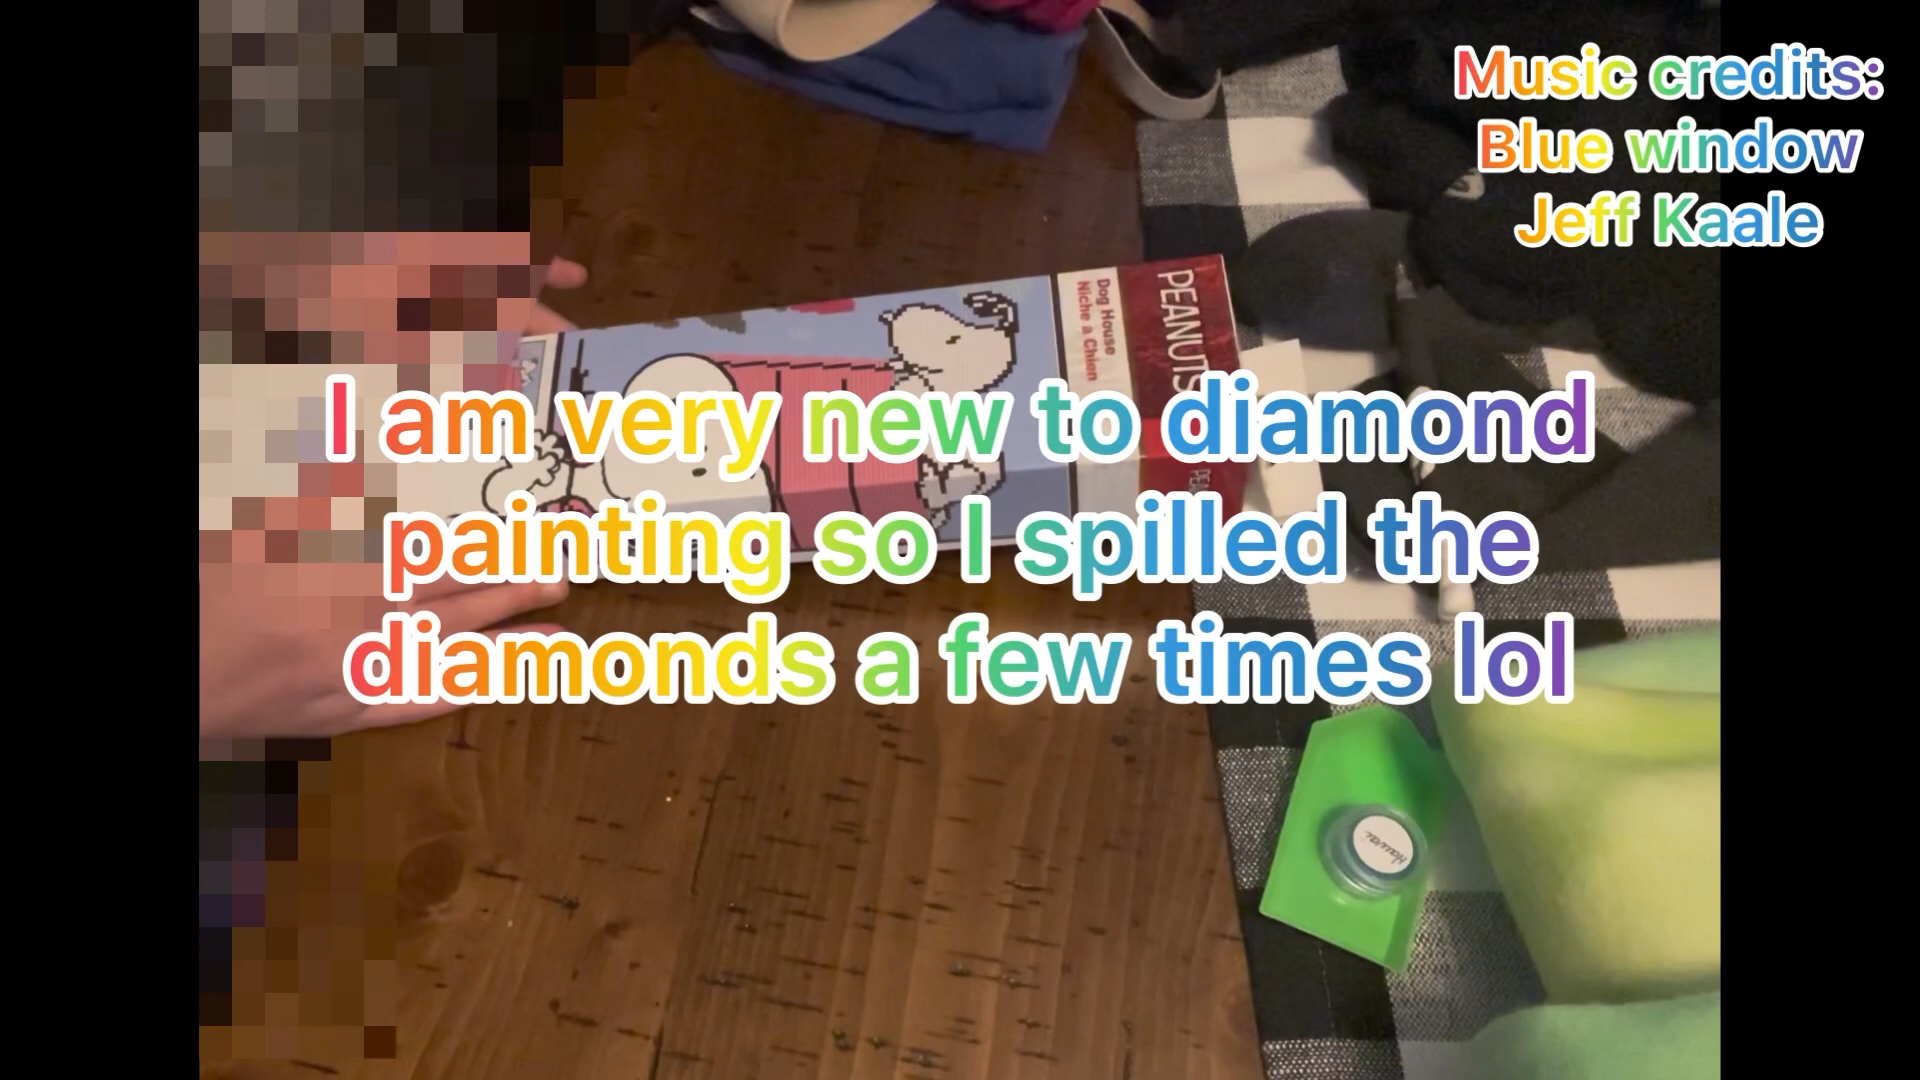 Music credits:
Blue window
Jeff Kaale
PEANUTS
Dog House
Niche à Chien
I am very new to diamond
painting so I spilled the
diamonds a few times lol